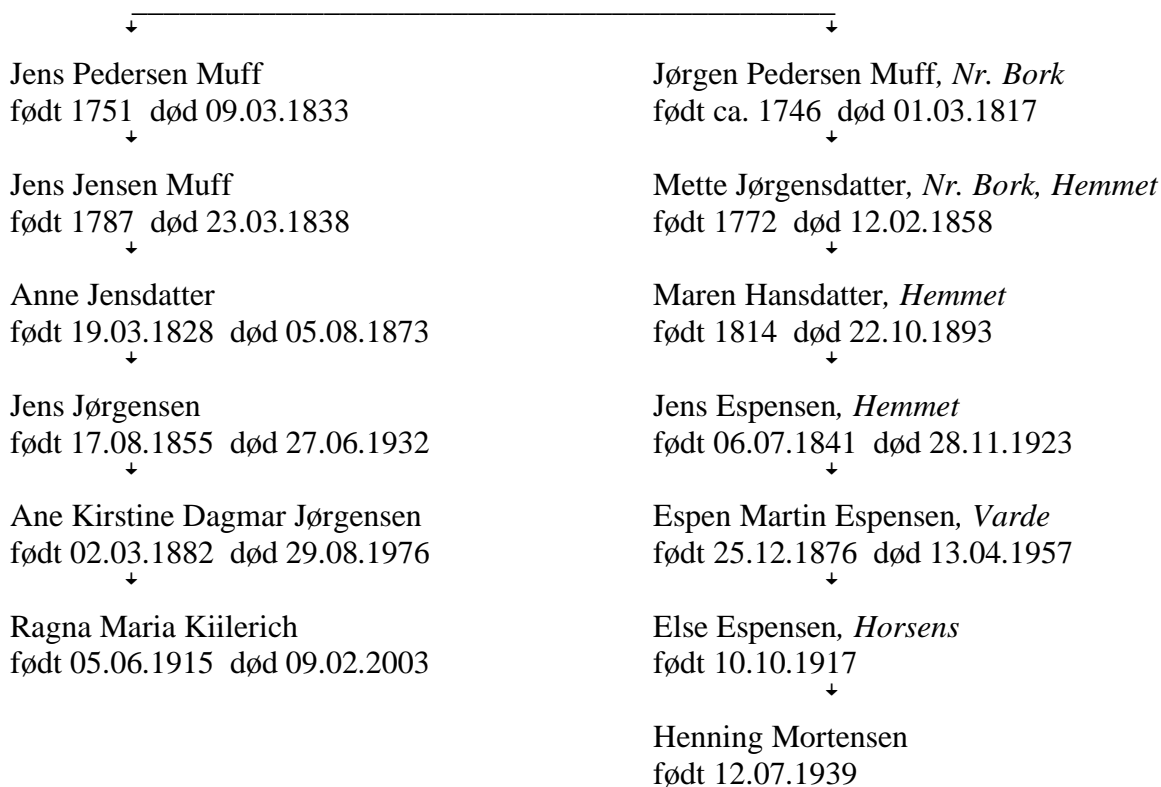 Jens Pedersen Muff
født 1751 død 09.03.1833
Jens Jensen Muff
født 1787 død 23.03.1838
Anne Jensdatter
født 19.03.1828 død 05.08.1873
Jens Jørgensen
født 17.08.1855 død 27.06.1932
Ane Kirstine Dagmar Jørgensen
født 02.03.1882 død 29.08.1976
Ragna Maria Kiilerich
født 05.06.1915 død 09.02.2003
Jørgen Pedersen Muff, Nr. Bork
født ca. 1746 død 01.03.1817
Mette Jørgensdatter, Nr. Bork, Hemmet
født 1772 død 12.02.1858
Maren Hansdatter, Hemmet
født 1814 død 22.10.1893
Jens Espensen, Hemmet
født 06.07.1841 død 28.11.1923
Espen Martin Espensen, Varde
født 25.12.1876 død 13.04.1957
Else Espensen, Horsens
født 10.10.1917
Henning Mortensen
født 12.07.1939